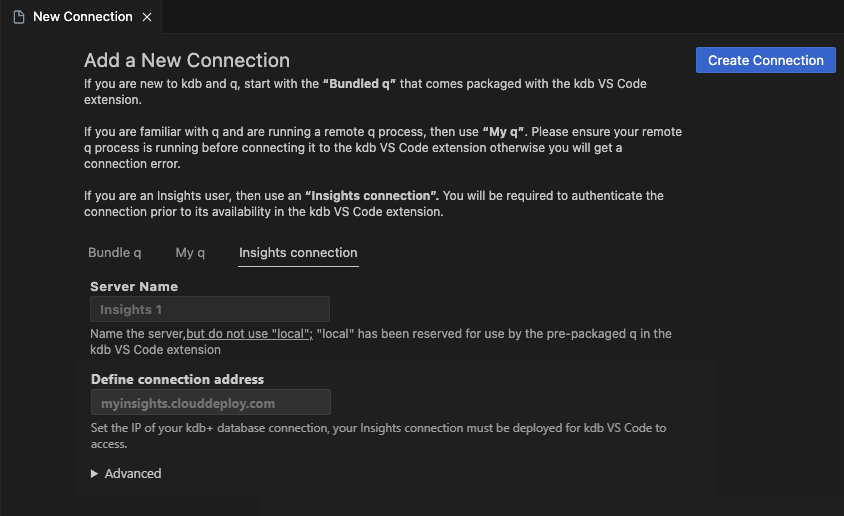 New Connection
Add a New Connection
Create Connection
If you are new to kdb and q, start with the “Bundled q” that comes packaged with the kdb VS Code
extension.
If you are familiar with q and are running a remote q process, then use “My q”. Please ensure your remote
q process is running before connecting it to the kdb VS Code extension otherwise you will get a
connection error.
If you are an Insights user, then use an “Insights connection”. You will be required to authenticate the
connection prior to its availability in the kdb VS Code extension.
Bundle q My q Insights connection
Server Name
Insights 1
Name the server,but do not use "local"; "local" has been reserved for use by the pre-packaged q in the
kdb VS Code extension
Define connection address
myinsights.clouddeploy.com
Set the IP of your kdb+ database connection, your Insights connection must be deployed for kdb VS Code to
access.
Advanced